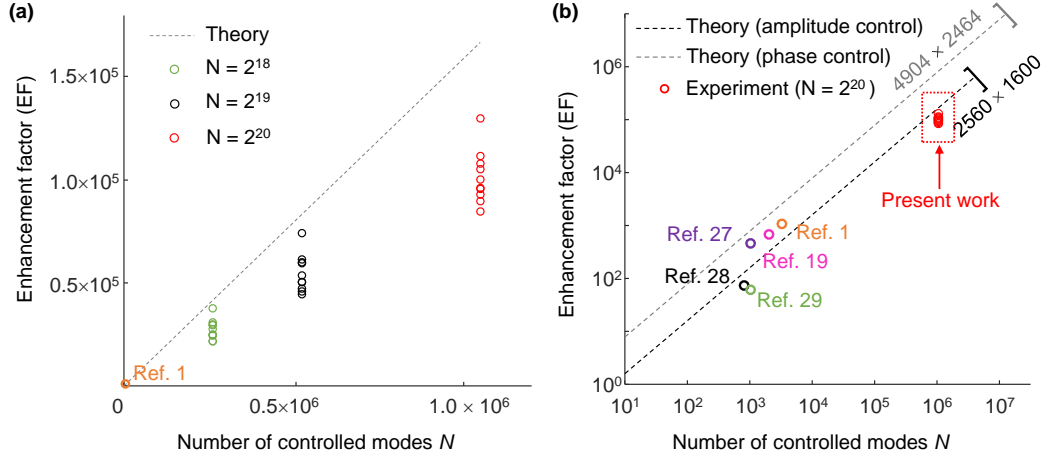 (a)
Theory
N = 2^18
N = 2^19
N = 2^20
Enhancement factor (EF)
1.5×10^5
1.0×10^5
0.5×10^5
Ref. 1
0
0.5×10^6
1.0×10^6
Number of controlled modes N
(b)
Theory (amplitude control)
Theory (phase control)
Experiment (N = 2^20)
4904 × 2464
2560 × 1600
Present work
Ref. 27
Ref. 1
Ref. 19
Ref. 28
Ref. 29
Enhancement factor (EF)
10^6
10^4
10^2
10^0
10^1
10^2
10^3
10^4
10^5
10^6
10^7
Number of controlled modes N